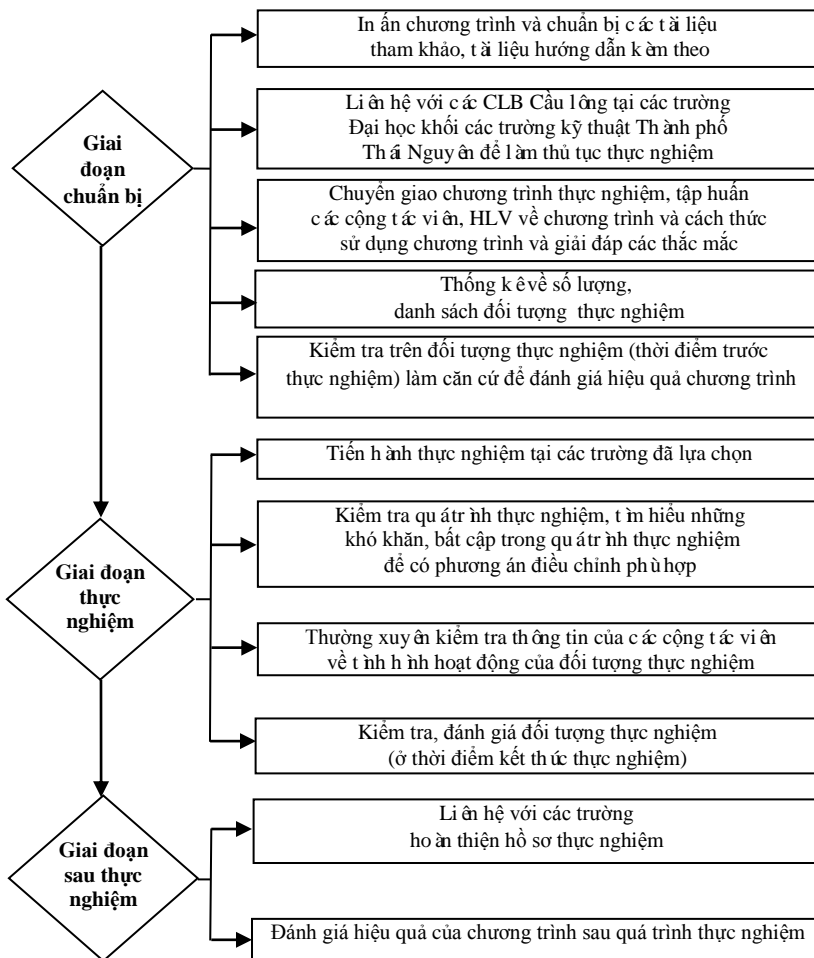 In ấn chương trình và chuẩn bị các tài liệu
tham khảo, tài liệu hướng dẫn kèm theo
Giai
đoạn
chuẩn bị
Liên hệ với các CLB Cầu lông tại các trường
Đại học khối các trường kỹ thuật Thành phố
Thái Nguyên để làm thủ tục thực nghiệm
Chuyển giao chương trình thực nghiệm, tập huấn
các cộng tác viên, HLV về chương trình và cách thức
sử dụng chương trình và giải đáp các thắc mắc
Thống kê về số lượng,
danh sách đối tượng thực nghiệm
Kiểm tra trên đối tượng thực nghiệm (thời điểm trước
thực nghiệm) làm căn cứ để đánh giá hiệu quả chương trình
Giai đoạn
thực
nghiệm
Tiến hành thực nghiệm tại các trường đã lựa chọn
Kiểm tra quá trình thực nghiệm, tìm hiểu những
khó khăn, bất cập trong quá trình thực nghiệm
để có phương án điều chỉnh phù hợp
Thường xuyên kiểm tra thông tin của các cộng tác viên
về tình hình hoạt động của đối tượng thực nghiệm
Kiểm tra, đánh giá đối tượng thực nghiệm
(ở thời điểm kết thúc thực nghiệm)
Giai đoạn
sau thực
nghiệm
Liên hệ với các trường
hoàn thiện hồ sơ thực nghiệm
Đánh giá hiệu quả của chương trình sau quá trình thực nghiệm